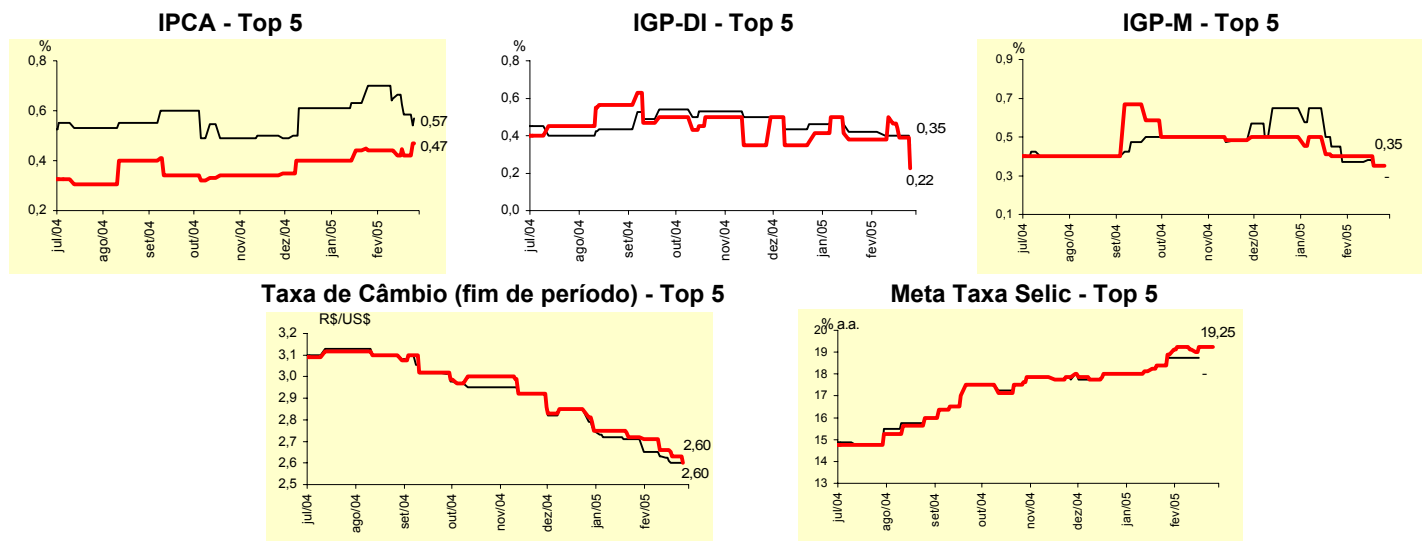 IPCA - Top 5
%
0,8
0,6
0,4
0,2
0,57
0,47
jul/04
ago/04
set/04
out/04
nov/04
dez/04
jan/05
fev/05
IGP-DI - Top 5
%
0,8
0,6
0,4
0,2
0,0
0,35
0,22
jul/04
ago/04
set/04
out/04
nov/04
dez/04
jan/05
fev/05
IGP-M - Top 5
%
0,9
0,7
0,5
0,3
0,1
0,35
-
jul/04
ago/04
set/04
out/04
nov/04
dez/04
jan/05
fev/05
Taxa de Câmbio (fim de período) - Top 5
R$/US$
3,2
3,1
3,0
2,9
2,8
2,7
2,6
2,5
2,60
2,60
jul/04
ago/04
set/04
out/04
nov/04
dez/04
jan/05
fev/05
Meta Taxa Selic - Top 5
% a.a.
20
19
18
17
16
15
14
13
19,25
-
jul/04
ago/04
set/04
out/04
nov/04
dez/04
jan/05
fev/05